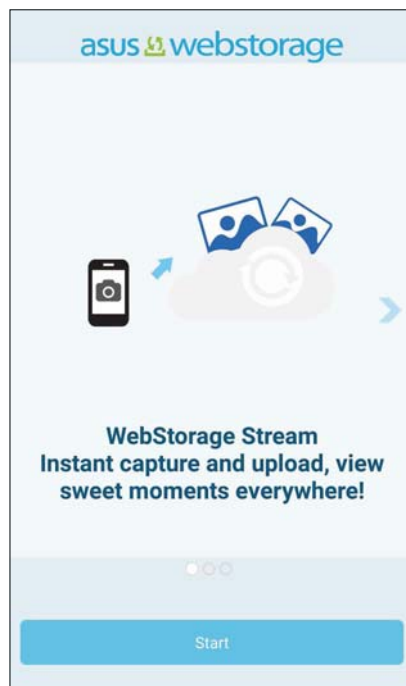 asus webstorage
WebStorage Stream
Instant capture and upload, view
sweet moments everywhere!
Start